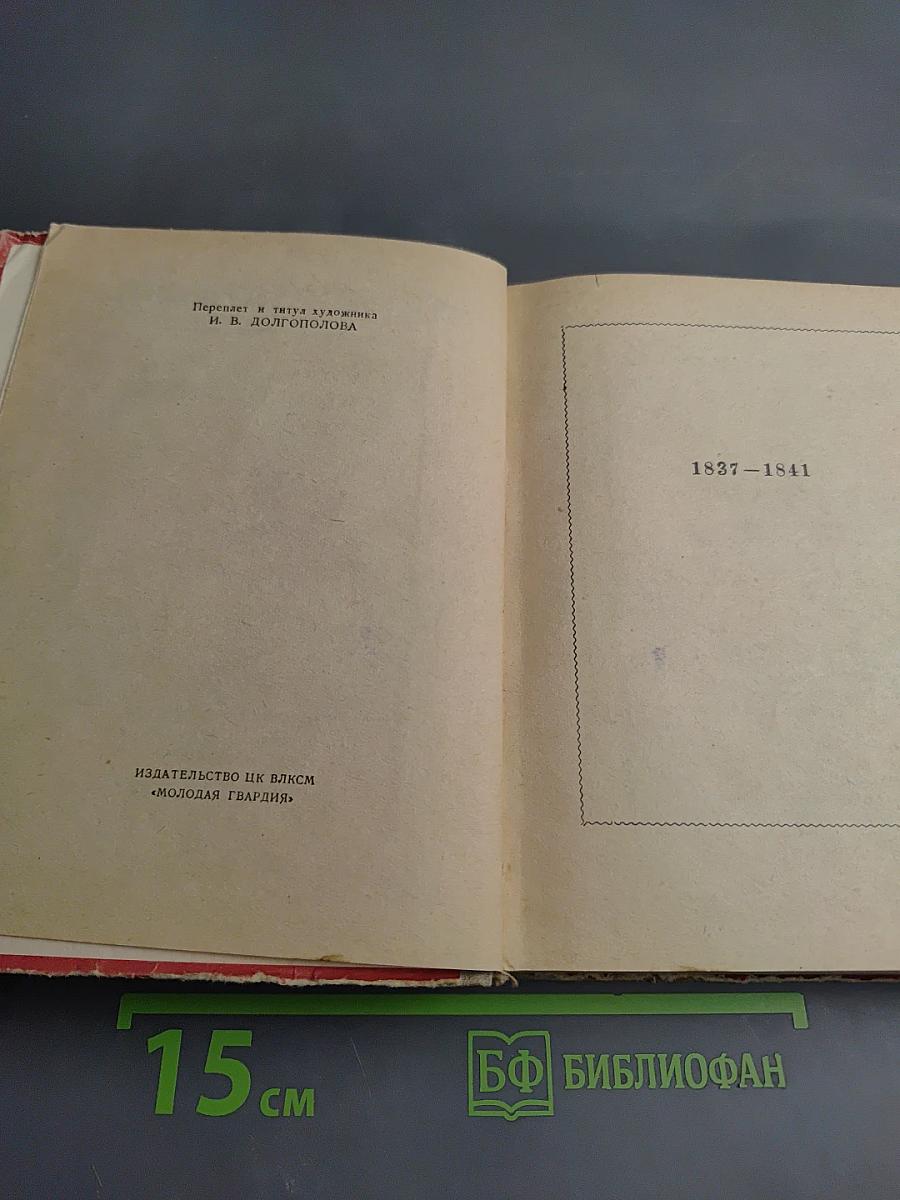 Переплет и титул художника
И. В. ДОЛГОПОЛОВА
ИЗДАТЕЛЬСТВО ЦК ВЛКСМ
«МОЛОДАЯ ГВАРДИЯ»
1837—1841
15 см
БФ БИБЛИОФАН